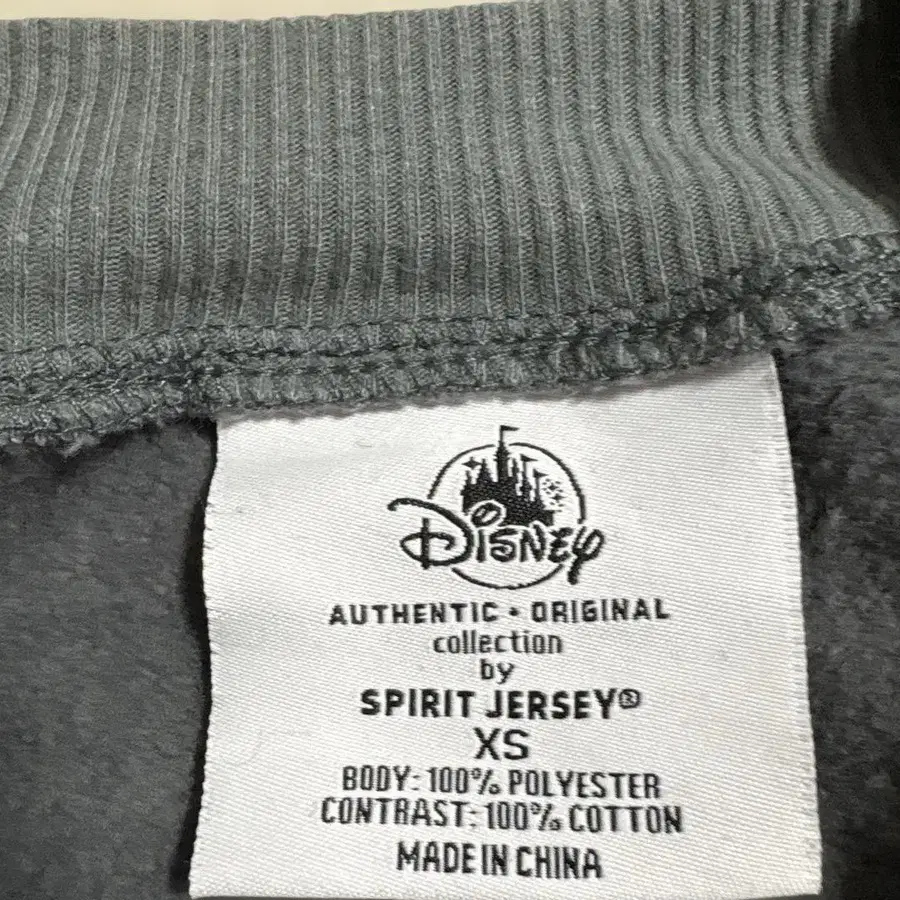 Disney
AUTHENTIC • ORIGINAL
collection
by
SPIRIT JERSEY®
XS
BODY: 100% POLYESTER
CONTRAST: 100% COTTON
MADE IN CHINA